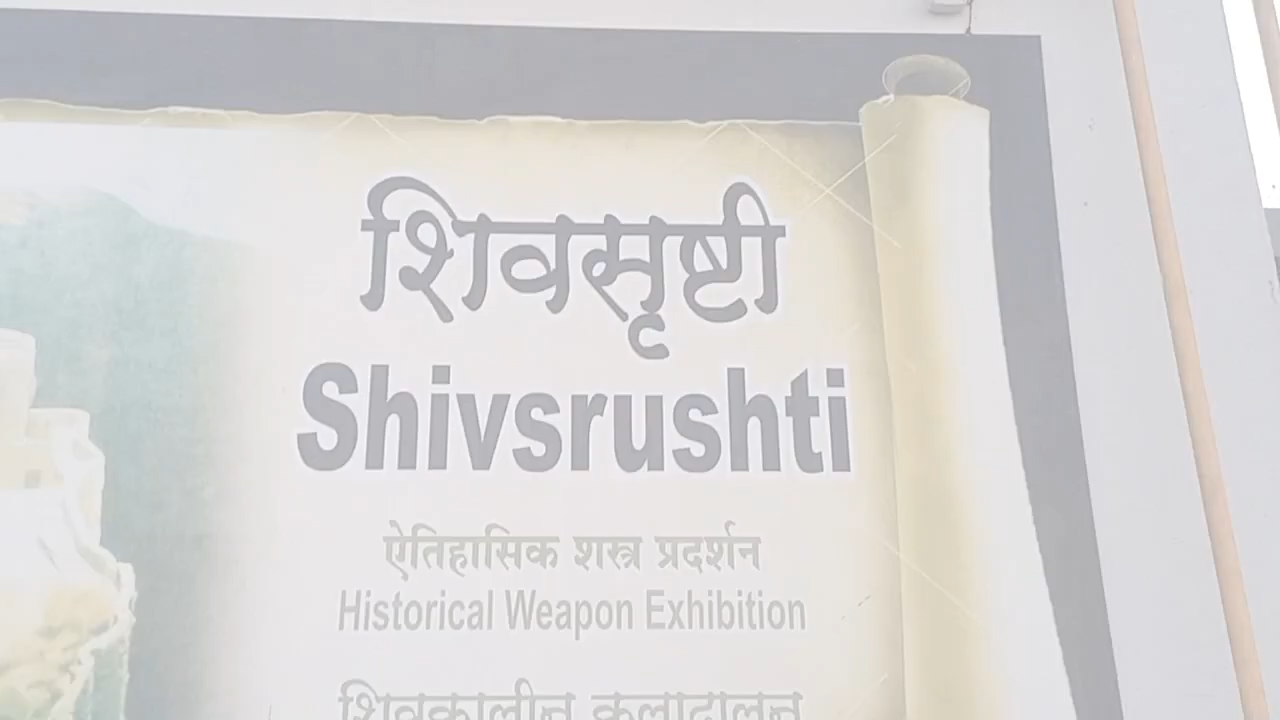 शिवसृष्टी
Shivsrushti
ऐतिहासिक शस्त्र प्रदर्शन
Historical Weapon Exhibition
शिवकालीन कलादालन